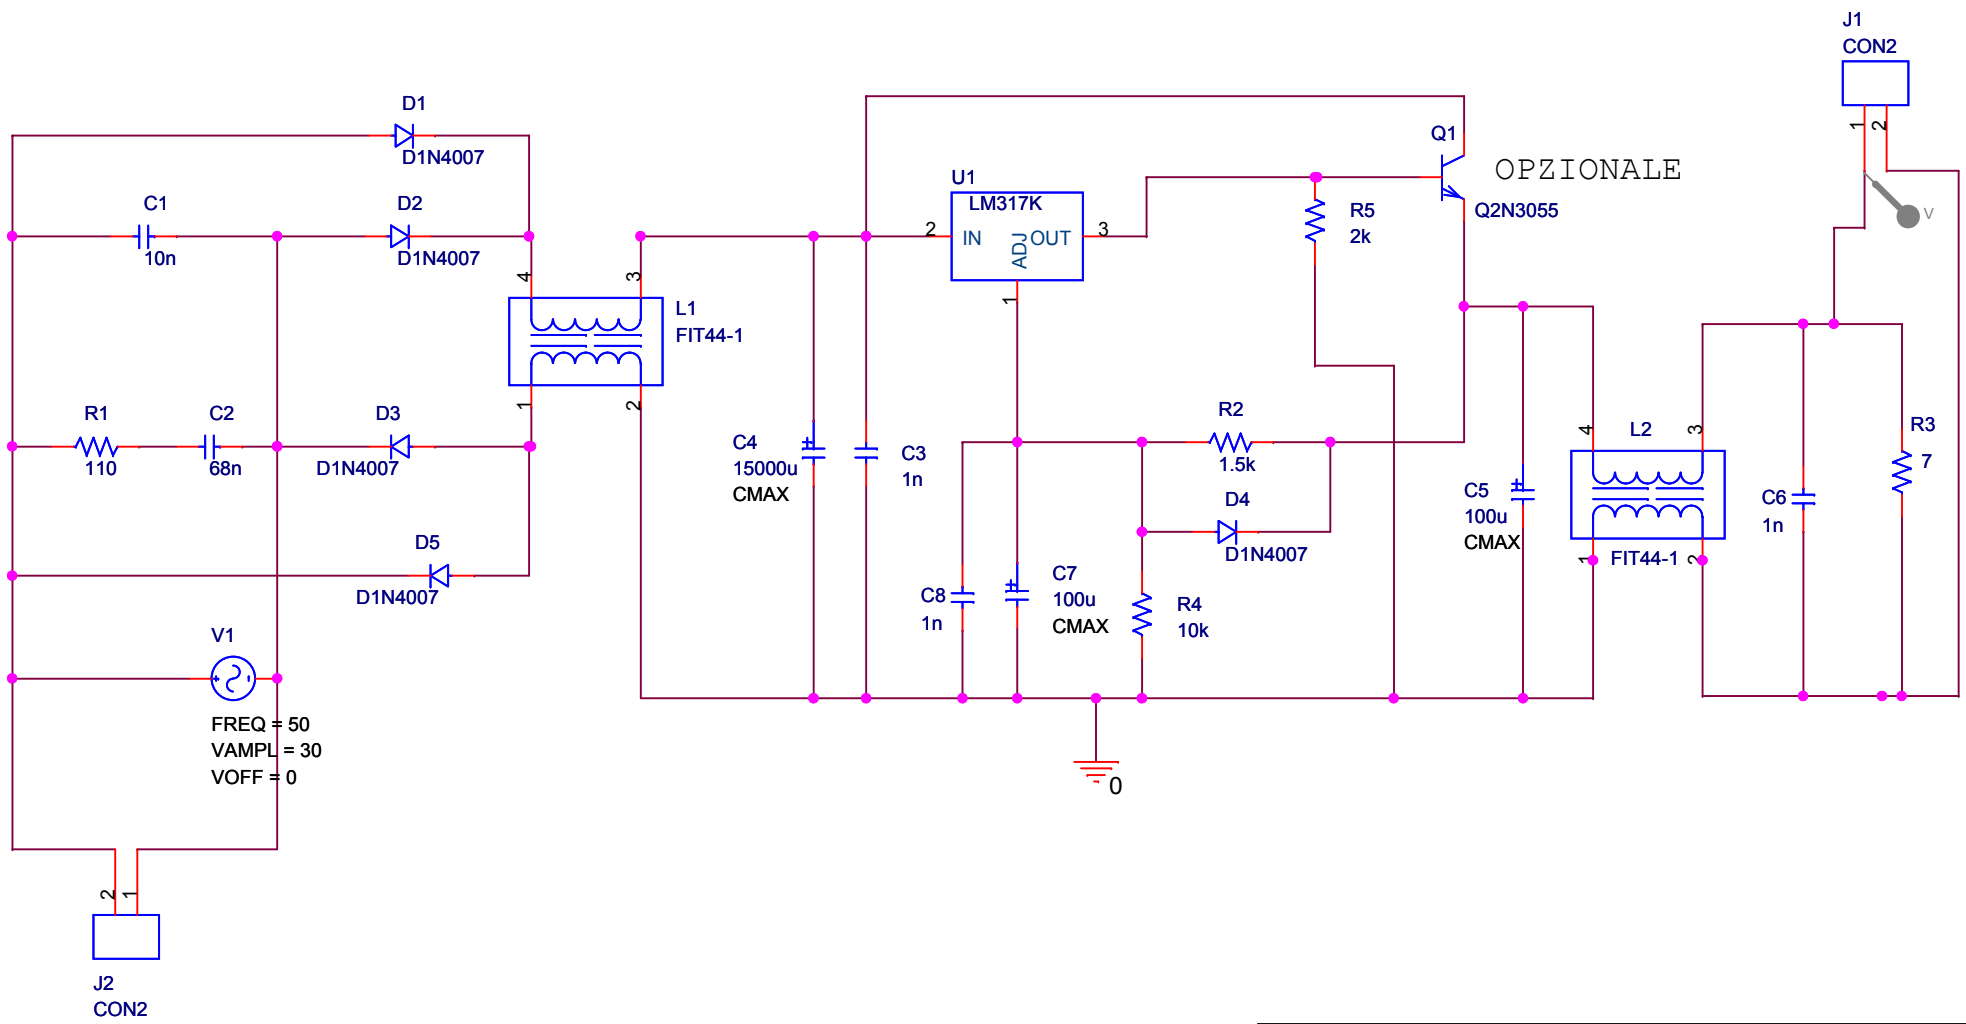 J1
CON2
1
2
V
D1
D1N4007
C1
10n
D2
D1N4007
4
3
L1
FIT44-1
1
2
R1
110
C2
68n
D3
D1N4007
D5
D1N4007
V1
FREQ = 50
VAMPL = 30
VOFF = 0
2
1
J2
CON2
U1
LM317K
2
IN
ADJ
OUT
3
1
Q1
Q2N3055
OPZIONALE
R5
2k
C4
15000u
CMAX
C3
1n
R2
1.5k
D4
D1N4007
C8
1n
C7
100u
CMAX
R4
10k
0
C5
100u
CMAX
4
L2
3
1
FIT44-1
2
C6
1n
R3
7